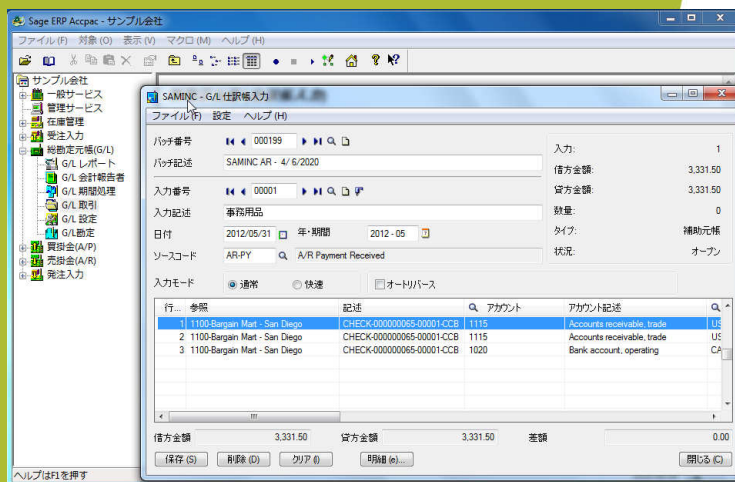 Sage ERP Accpac - サンプル会社
ファイル(F) 対象(O) 表示(V) マクロ(M) ヘルプ(H)
サンプル会社
一般サービス
管理サービス
在庫管理
受注入力
総勘定元帳(G/L)
G/L レポート
G/L 会計報告者
G/L 期間処理
G/L 取引
G/L 設定
G/L勘定
買掛金(A/P)
売掛金(A/R)
発注入力
ヘルプはF1を押す
SAMINC - G/L 仕訳帳入力
ファイル(F) 設定 ヘルプ(H)
バッチ番号 000199
バッチ記述 SAMINC AR - 4/ 6/2020
入力番号 00001
入力記述 事務用品
日付 2012/05/31 年・期間 2012 - 05
ソースコード AR-PY A/R Payment Received
入力モード 通常 快速 オートリバース
入力: 1
借方金額: 3,331.50
貸方金額: 3,331.50
数量: 0
タイプ: 補助元帳
状況: オープン
行... 参照 記述 アカウント アカウント記述
1 1100-Bargain Mart - San Diego CHECK-000000065-00001-CCB 1115 Accounts receivable, trade US
2 1100-Bargain Mart - San Diego CHECK-000000065-00001-CCB 1115 Accounts receivable, trade US
3 1100-Bargain Mart - San Diego CHECK-000000065-00001-CCB 1020 Bank account, operating CA
借方金額 3,331.50 貸方金額 3,331.50 差額 0.00
保存 (S) 削除 (D) クリア (l) 明細 (e)... 閉じる (C)